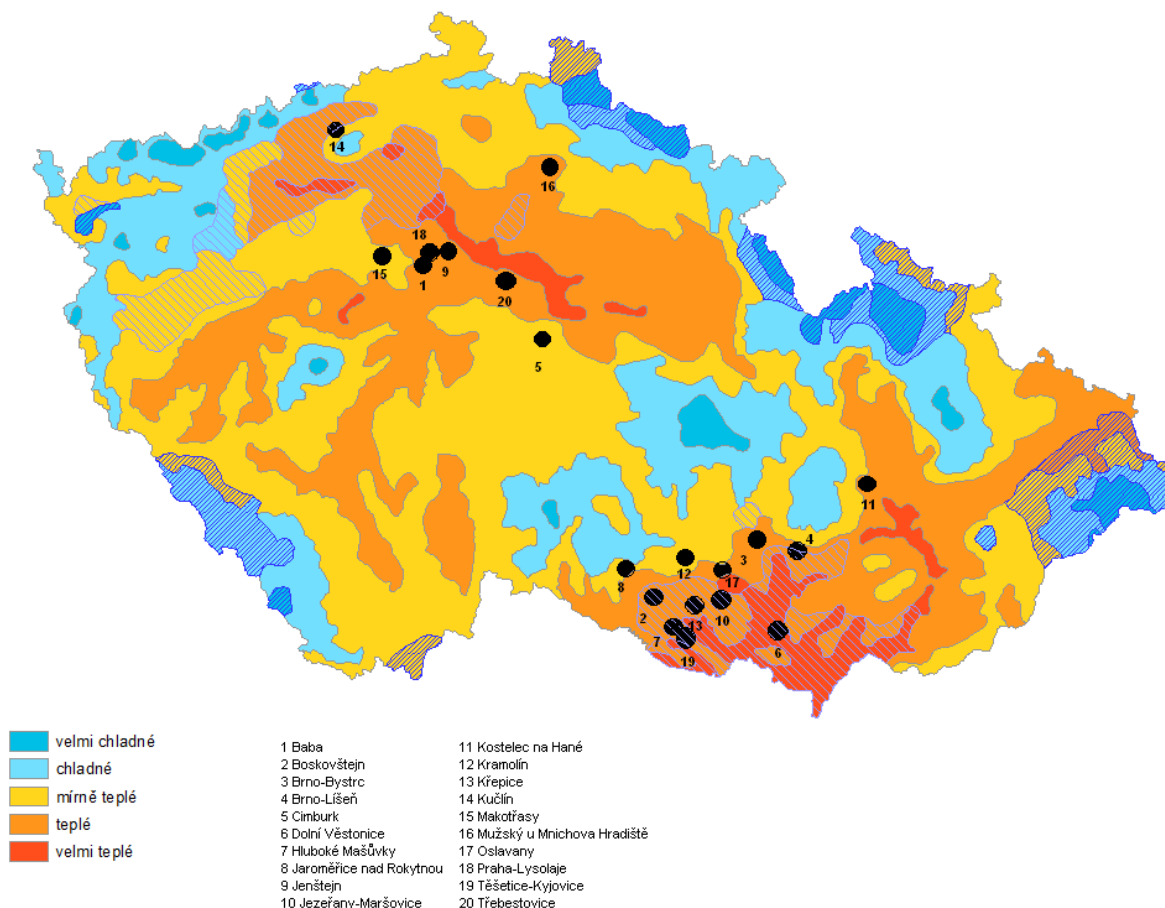 14
16
18
15
9
1
20
5
11
4
3
12
8
17
2
10
13
7
6
19
velmi chladné
chladné
mírně teplé
teplé
velmi teplé
1 Baba
2 Boskovštejn
3 Brno-Bystrc
4 Brno-Líšeň
5 Cimburk
6 Dolní Věstonice
7 Hluboké Mašůvky
8 Jaroměřice nad Rokytnou
9 Jenštejn
10 Jezeřany-Maršovice
11 Kostelec na Hané
12 Kramolín
13 Křepice
14 Kučlín
15 Makotřasy
16 Mužský u Mnichova Hradiště
17 Oslavany
18 Praha-Lysolaje
19 Těšetice-Kyjovice
20 Třebestovice